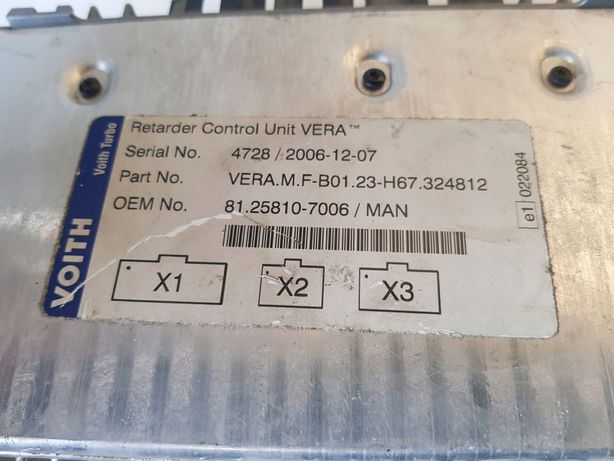 VOITH Voith Turbo
Retarder Control Unit VERA™
Serial No. 4728 / 2006-12-07
Part No. VERA.M.F-B01.23-H67.324812
OEM No. 81.25810-7006 / MAN
e1 022084
X1 X2 X3